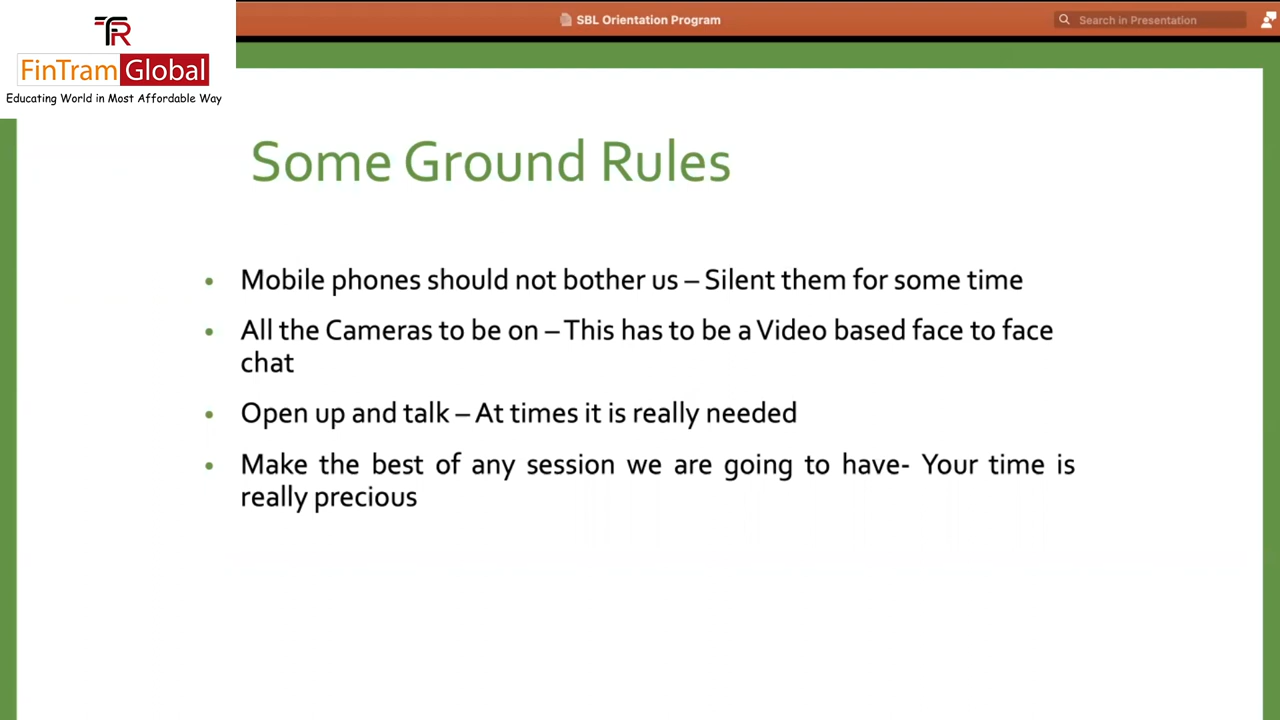 TR
FinTram Global
Educating World in Most Affordable Way
SBL Orientation Program
Search in Presentation
Some Ground Rules
• Mobile phones should not bother us – Silent them for some time
• All the Cameras to be on – This has to be a Video based face to face
chat
• Open up and talk – At times it is really needed
• Make the best of any session we are going to have- Your time is
really precious